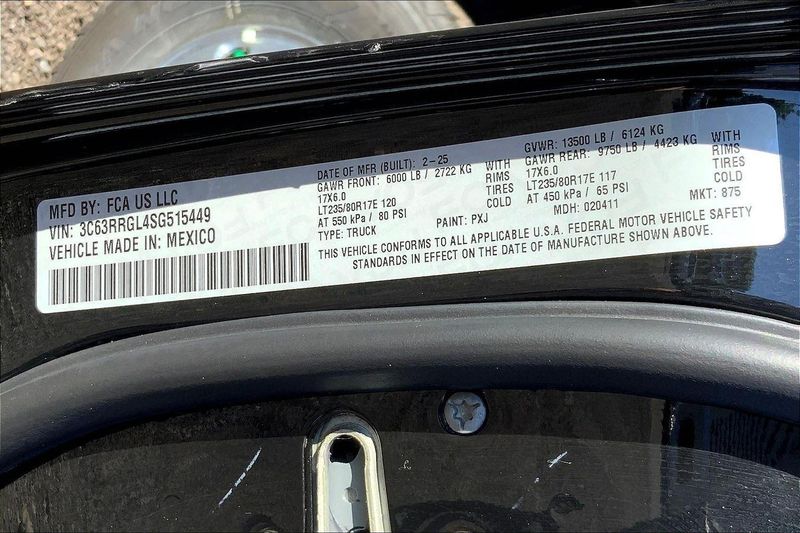 MFD BY: FCA US LLC
VIN: 3C63RRGL4SG515449
VEHICLE MADE IN: MEXICO
DATE OF MFR (BUILT): 2-25
GAWR FRONT: 6000 LB / 2722 KG WITH
17X6.0 RIMS
LT235/80R17E 120 TIRES
AT 550 kPa / 80 PSI COLD
TYPE: TRUCK PAINT: PXJ
GVWR: 13500 LB / 6124 KG
GAWR REAR: 9750 LB / 4423 KG WITH
17X6.0 RIMS
LT235/80R17E 117 TIRES
AT 450 kPa / 65 PSI COLD
MDH: 020411 MKT: 875
THIS VEHICLE CONFORMS TO ALL APPLICABLE U.S.A. FEDERAL MOTOR VEHICLE SAFETY
STANDARDS IN EFFECT ON THE DATE OF MANUFACTURE SHOWN ABOVE.